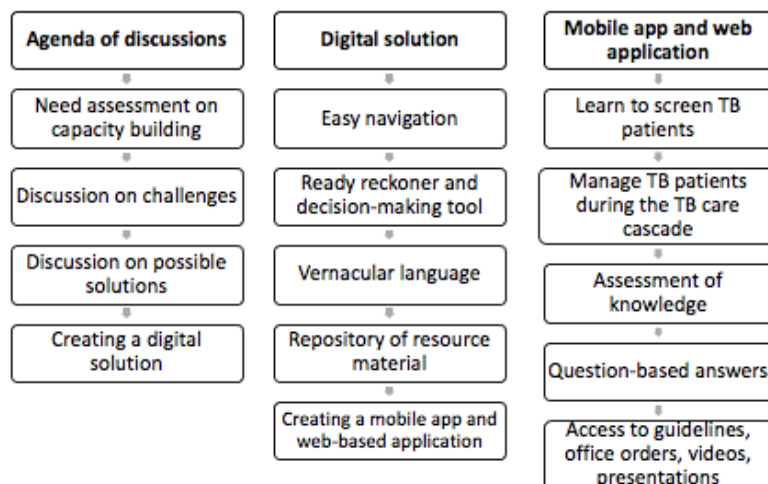 Agenda of discussions
Need assessment on
capacity building
Discussion on challenges
Discussion on possible
solutions
Creating a digital
solution
Digital solution
Easy navigation
Ready reckoner and
decision-making tool
Vernacular language
Repository of resource
material
Creating a mobile app and
web-based application
Mobile app and web
application
Learn to screen TB
patients
Manage TB patients
during the TB care
cascade
Assessment of
knowledge
Question-based answers
Access to guidelines,
office orders, videos,
presentations